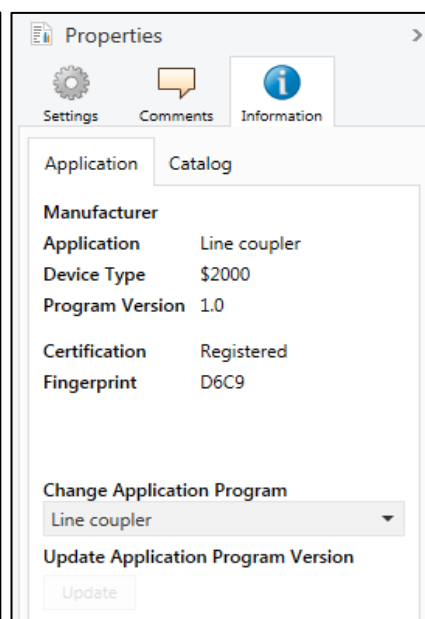 Properties
Settings Comments Information
Application Catalog
Manufacturer
Application Line coupler
Device Type $2000
Program Version 1.0
Certification Registered
Fingerprint D6C9
Change Application Program
Line coupler
Update Application Program Version
Update